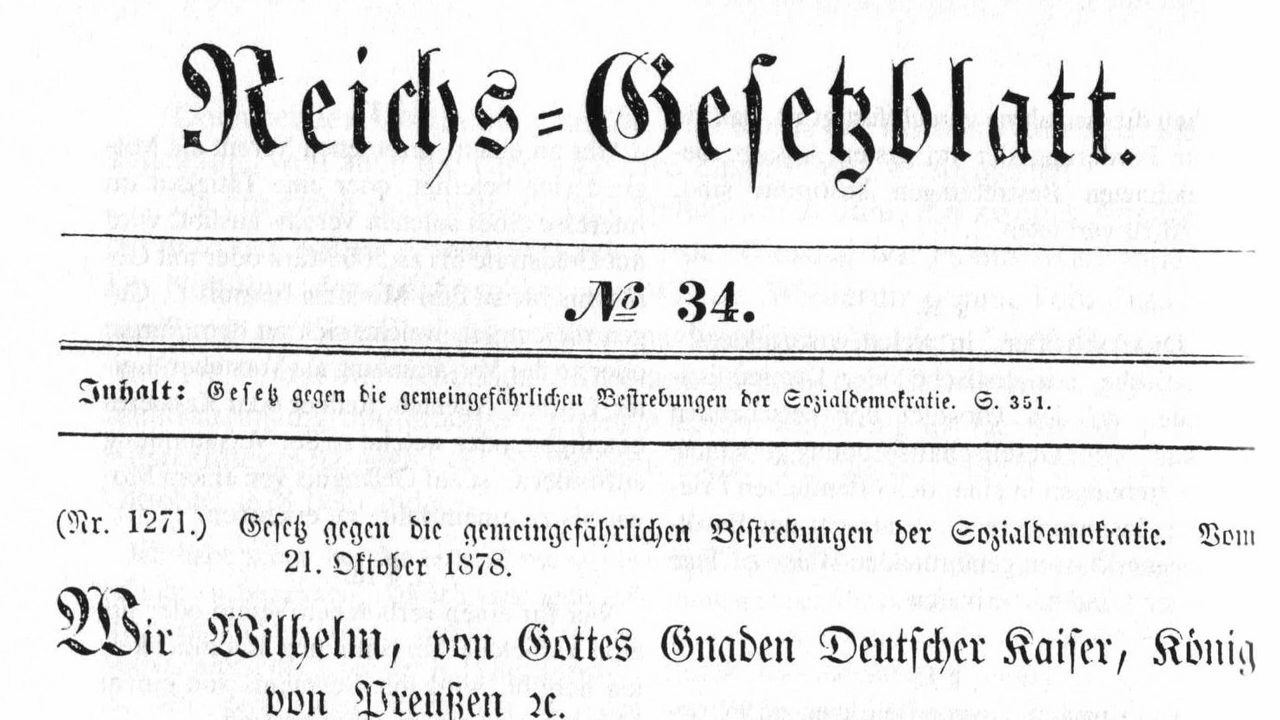 Reichs-Gesetzblatt.
№ 34.
Inhalt: Gesetz gegen die gemeingefährlichen Bestrebungen der Sozialdemokratie. S. 351.
(Nr. 1271.) Gesetz gegen die gemeingefährlichen Bestrebungen der Sozialdemokratie. Vom
21. Oktober 1878.
Wir Wilhelm, von Gottes Gnaden Deutscher Kaiser, König
von Preußen ꝛc.